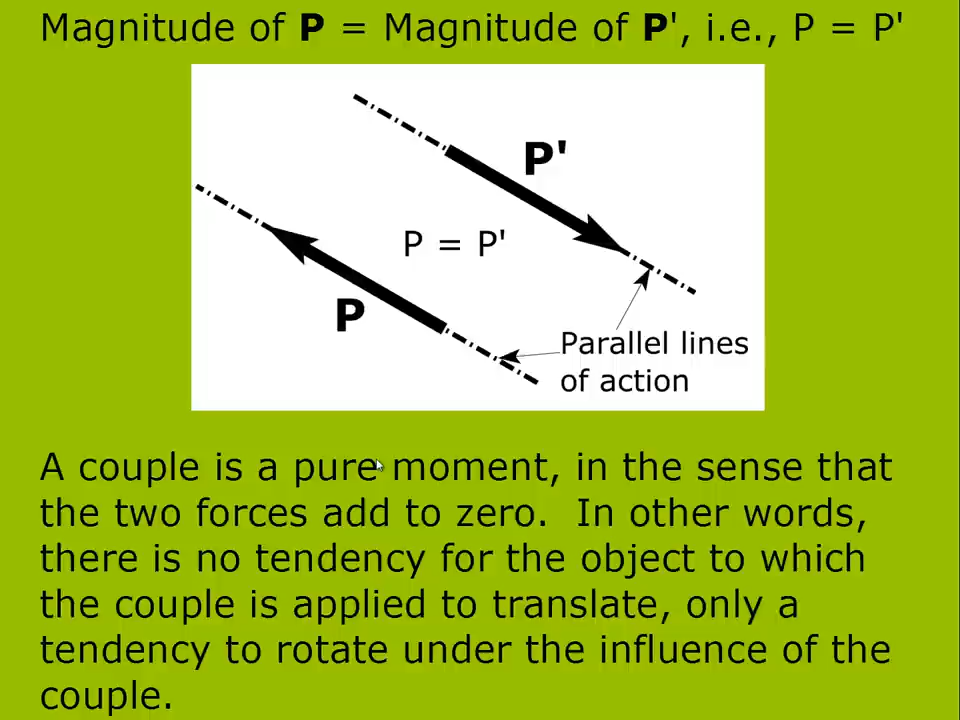 Magnitude of P = Magnitude of P', i.e., P = P'
P'
P = P'
P
Parallel lines
of action
A couple is a pure moment, in the sense that
the two forces add to zero.  In other words,
there is no tendency for the object to which
the couple is applied to translate, only a
tendency to rotate under the influence of the
couple.